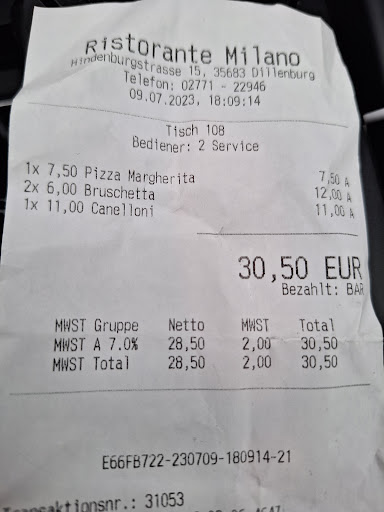 Ristorante Milano
Hindenburgstrasse 15, 35683 Dillenburg
Telefon: 02771 - 22946
09.07.2023, 18:09:14
Tisch 108
Bediener: 2 Service
1x 7,50 Pizza Margherita 7,50 A
2x 6,00 Bruschetta 12,00 A
1x 11,00 Canelloni 11,00 A
30,50 EUR
Bezahlt: BAR
MWST Gruppe Netto MWST Total
MWST A 7.0% 28,50 2,00 30,50
MWST Total 28,50 2,00 30,50
E66FB722-230709-180914-21
Transaktionsnr.: 31053